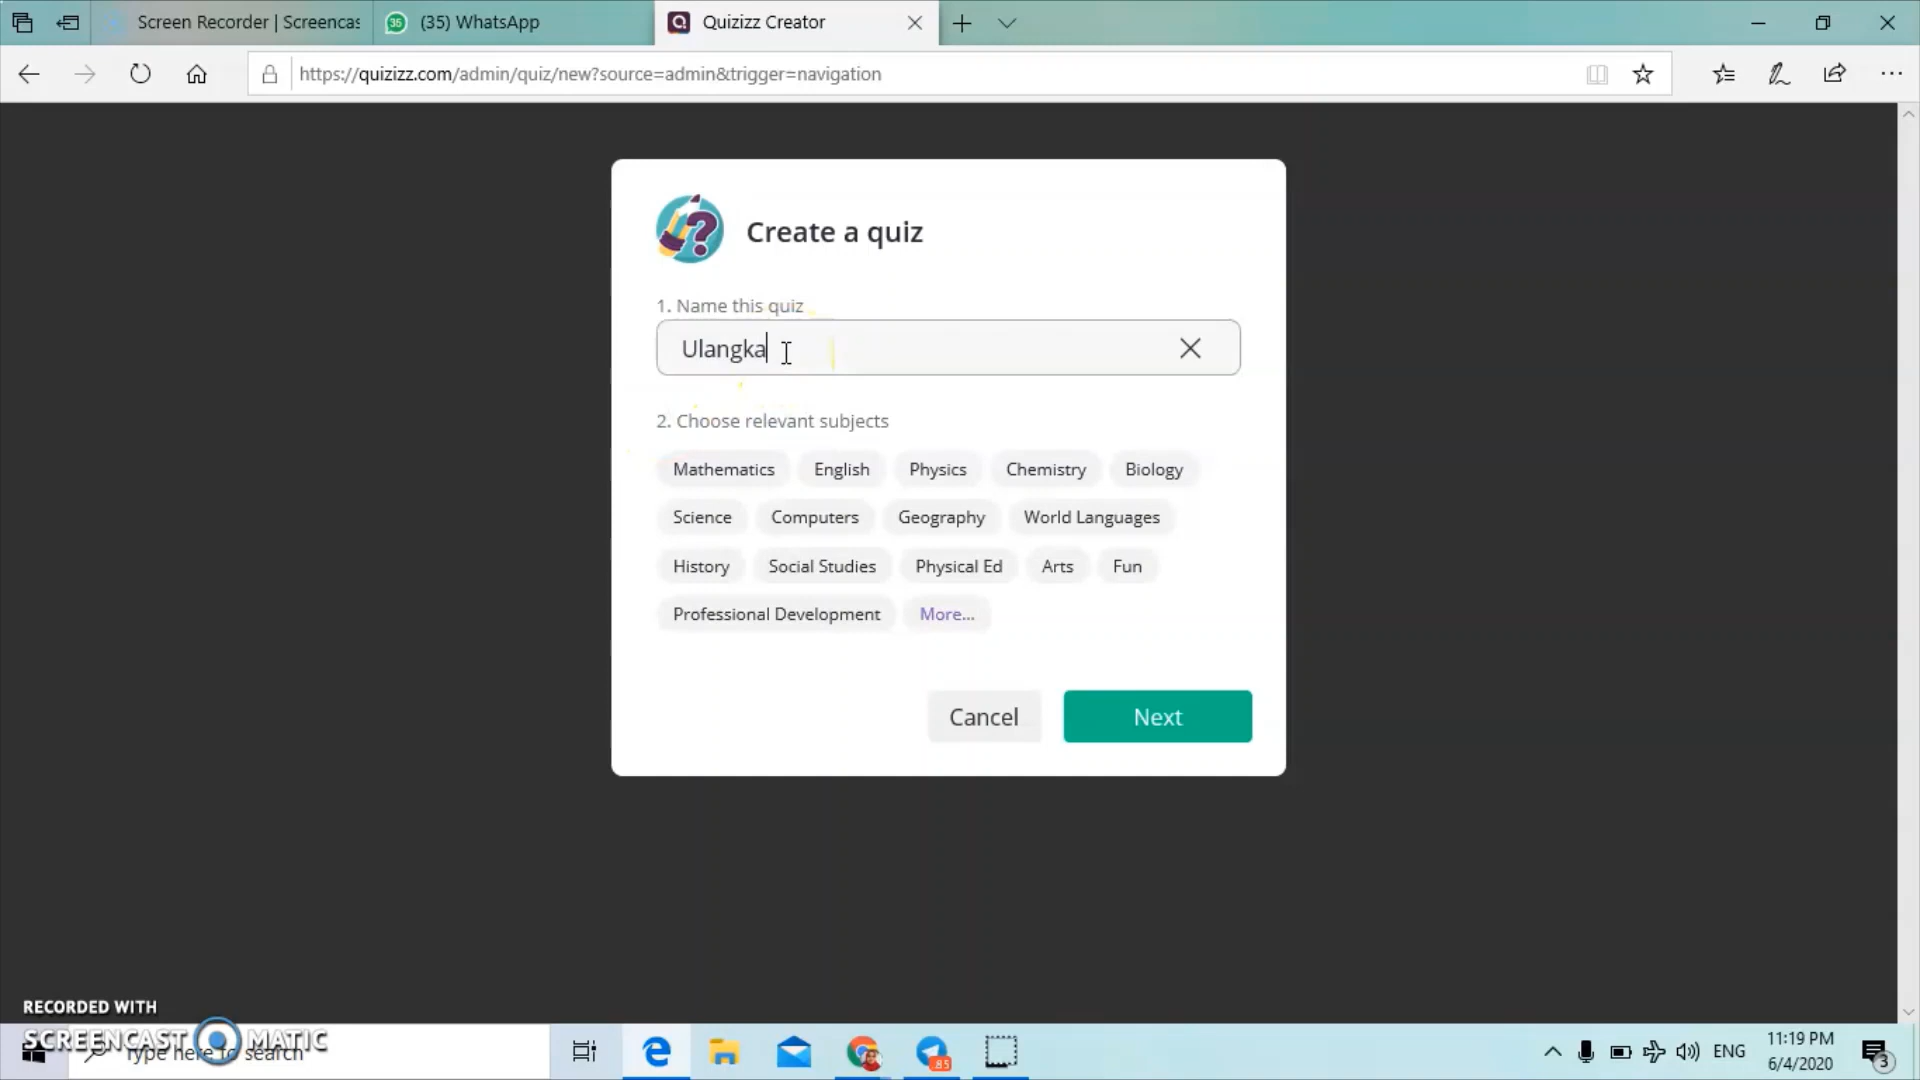 Screen Recorder | Screencas
35 (35) WhatsApp
Quizizz Creator
https://quizizz.com/admin/quiz/new?source=admin&trigger=navigation
Create a quiz
1. Name this quiz
Ulangka
2. Choose relevant subjects
Mathematics English Physics Chemistry Biology
Science Computers Geography World Languages
History Social Studies Physical Ed Arts Fun
Professional Development More...
Cancel Next
RECORDED WITH
SCREENCAST MATIC
Type here to search
85
ENG
11:19 PM
6/4/2020
3